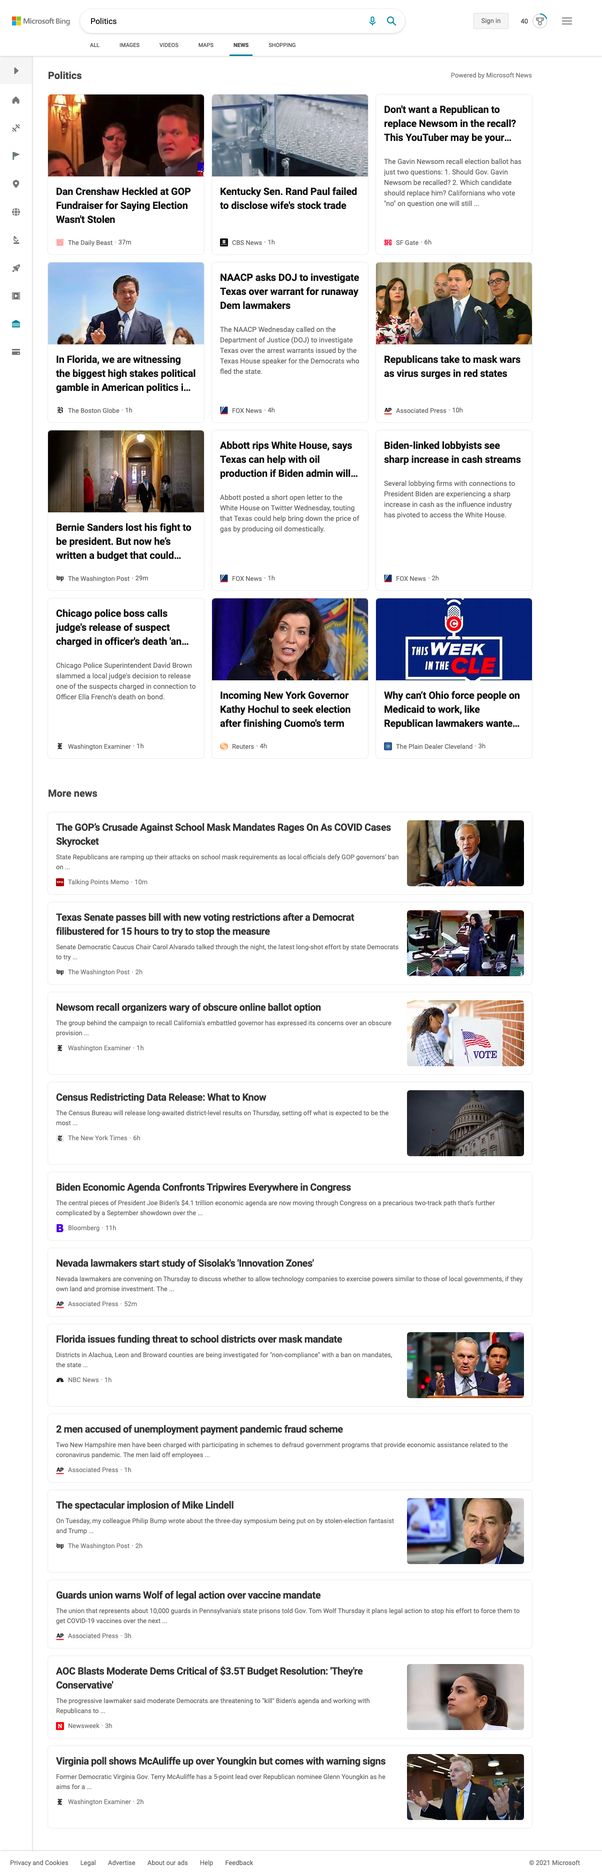 Microsoft Bing
Politics
Sign in
40
ALL
IMAGES
VIDEOS
MAPS
NEWS
SHOPPING
Politics
Powered by Microsoft News
Dan Crenshaw Heckled at GOP
Fundraiser for Saying Election
Wasn't Stolen
The Daily Beast · 37m
Kentucky Sen. Rand Paul failed
to disclose wife's stock trade
CBS News · 1h
Don't want a Republican to
replace Newsom in the recall?
This YouTuber may be your...
The Gavin Newsom recall election ballot has
just two questions: 1. Should Gov. Gavin
Newsom be recalled? 2. Which candidate
should replace him? Californians who vote
"no" on question one will still ...
SF Gate · 6h
In Florida, we are witnessing
the biggest high stakes political
gamble in American politics i...
The Boston Globe · 1h
NAACP asks DOJ to investigate
Texas over warrant for runaway
Dem lawmakers
The NAACP Wednesday called on the
Department of Justice (DOJ) to investigate
Texas over the arrest warrants issued by the
Texas House speaker for the Democrats who
fled the state.
FOX News · 4h
Republicans take to mask wars
as virus surges in red states
AP
Associated Press · 10h
Bernie Sanders lost his fight to
be president. But now he's
written a budget that could...
wp
The Washington Post · 29m
Abbott rips White House, says
Texas can help with oil
production if Biden admin will...
Abbott posted a short open letter to the
White House on Twitter Wednesday, touting
that Texas could help bring down the price of
gas by producing oil domestically.
FOX News · 1h
Biden-linked lobbyists see
sharp increase in cash streams
Several lobbying firms with connections to
President Biden are experiencing a sharp
increase in cash as the influence industry
has pivoted to access the White House.
FOX News · 2h
Chicago police boss calls
judge's release of suspect
charged in officer's death 'an...
Chicago Police Superintendent David Brown
slammed a local judge's decision to release
one of the suspects charged in connection to
Officer Ella French's death on bond.
Washington Examiner · 1h
Incoming New York Governor
Kathy Hochul to seek election
after finishing Cuomo's term
Reuters · 4h
THIS WEEK
IN THE CLE
Why can't Ohio force people on
Medicaid to work, like
Republican lawmakers wante...
The Plain Dealer Cleveland · 3h
More news
The GOP's Crusade Against School Mask Mandates Rages On As COVID Cases
Skyrocket
State Republicans are ramping up their attacks on school mask requirements as local officials defy GOP governors' ban
on ...
Talking Points Memo · 10m
Texas Senate passes bill with new voting restrictions after a Democrat
filibustered for 15 hours to try to stop the measure
Senate Democratic Caucus Chair Carol Alvarado talked through the night, the latest long-shot effort by state Democrats
to try ...
wp
The Washington Post · 2h
Newsom recall organizers wary of obscure online ballot option
The group behind the campaign to recall California's embattled governor has expressed its concerns over an obscure
provision ...
Washington Examiner · 1h
VOTE
Census Redistricting Data Release: What to Know
The Census Bureau will release long-awaited district-level results on Thursday, setting off what is expected to be the
most ...
The New York Times · 6h
Biden Economic Agenda Confronts Tripwires Everywhere in Congress
The central pieces of President Joe Biden's $4.1 trillion economic agenda are now moving through Congress on a precarious two-track path that's further
complicated by a September showdown over the ...
B
Bloomberg · 11h
Nevada lawmakers start study of Sisolak's 'Innovation Zones'
Nevada lawmakers are convening on Thursday to discuss whether to allow technology companies to exercise powers similar to those of local governments, if they
own land and promise investment. The ...
AP
Associated Press · 52m
Florida issues funding threat to school districts over mask mandate
Districts in Alachua, Leon and Broward counties are being investigated for "non-compliance" with a ban on mandates,
the state ...
NBC News · 1h
2 men accused of unemployment payment pandemic fraud scheme
Two New Hampshire men have been charged with participating in schemes to defraud government programs that provide economic assistance related to the
coronavirus pandemic. The men laid off employees ...
AP
Associated Press · 1h
The spectacular implosion of Mike Lindell
On Tuesday, my colleague Philip Bump wrote about the three-day symposium being put on by stolen-election fantasist
and Trump ...
wp
The Washington Post · 2h
Guards union warns Wolf of legal action over vaccine mandate
The union that represents about 10,000 guards in Pennsylvania's state prisons told Gov. Tom Wolf Thursday it plans legal action to stop his effort to force them to
get COVID-19 vaccines over the next ...
AP
Associated Press · 3h
AOC Blasts Moderate Dems Critical of $3.5T Budget Resolution: 'They're
Conservative'
The progressive lawmaker said moderate Democrats are threatening to "kill" Biden's agenda and working with
Republicans to ...
N
Newsweek · 3h
Virginia poll shows McAuliffe up over Youngkin but comes with warning signs
Former Democratic Virginia Gov. Terry McAuliffe has a 5-point lead over Republican nominee Glenn Youngkin as he
aims for a ...
Washington Examiner · 2h
Privacy and Cookies
Legal
Advertise
About our ads
Help
Feedback
© 2021 Microsoft